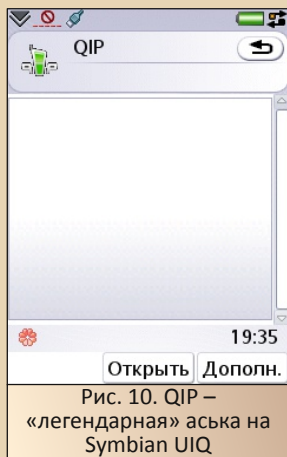 QIP
19:35
Открыть Дополн.
Рис. 10. QIP –
«легендарная» аська на
Symbian UIQ